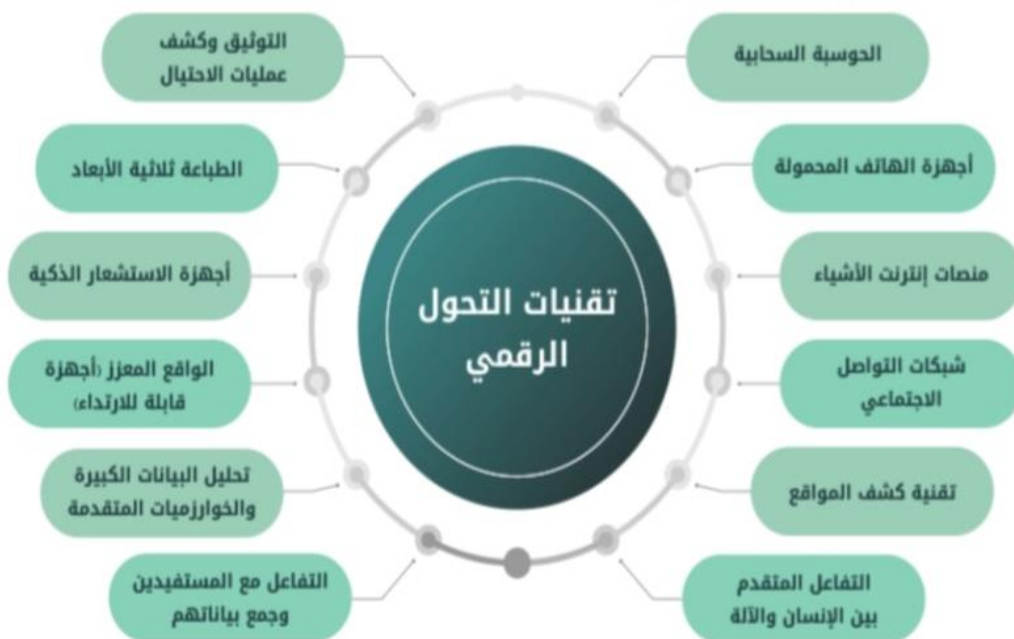 تقنيات التحول
الرقمي
الحوسبة السحابية
أجهزة الهاتف المحمولة
منصات إنترنت الأشياء
شبكات التواصل
الاجتماعي
تقنية كشف المواقع
التفاعل المتقدم
بين الإنسان والآلة
التوثيق وكشف
عمليات الاحتيال
الطباعة ثلاثية الأبعاد
أجهزة الاستشعار الذكية
الواقع المعزز (أجهزة
قابلة للارتداء)
تحليل البيانات الكبيرة
والخوارزميات المتقدمة
التفاعل مع المستفيدين
وجمع بياناتهم